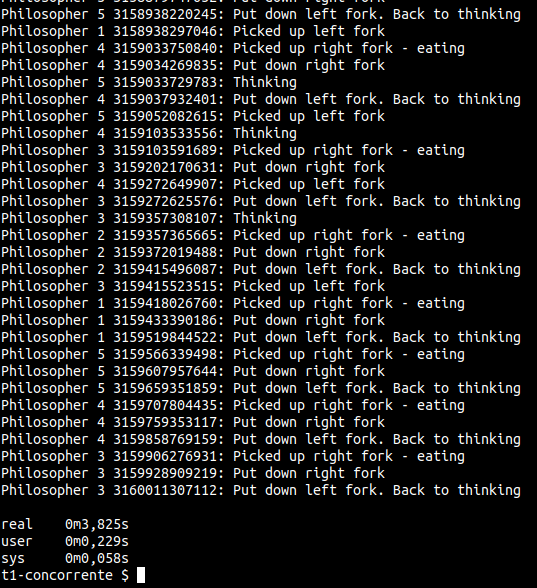 Philosopher 5 3158938220245: Put down left fork. Back to thinking
Philosopher 1 3158938297046: Picked up left fork
Philosopher 4 3159033750840: Picked up right fork - eating
Philosopher 4 3159034269835: Put down right fork
Philosopher 5 3159033729783: Thinking
Philosopher 4 3159037932401: Put down left fork. Back to thinking
Philosopher 5 3159052082615: Picked up left fork
Philosopher 4 3159103533556: Thinking
Philosopher 3 3159103591689: Picked up right fork - eating
Philosopher 3 3159202170631: Put down right fork
Philosopher 4 3159272649907: Picked up left fork
Philosopher 3 3159272625576: Put down left fork. Back to thinking
Philosopher 3 3159357308107: Thinking
Philosopher 2 3159357365665: Picked up right fork - eating
Philosopher 2 3159372019488: Put down right fork
Philosopher 2 3159415496087: Put down left fork. Back to thinking
Philosopher 3 3159415523515: Picked up left fork
Philosopher 1 3159418026760: Picked up right fork - eating
Philosopher 1 3159433390186: Put down right fork
Philosopher 1 3159519844522: Put down left fork. Back to thinking
Philosopher 5 3159566339498: Picked up right fork - eating
Philosopher 5 3159607957644: Put down right fork
Philosopher 5 3159659351859: Put down left fork. Back to thinking
Philosopher 4 3159707804435: Picked up right fork - eating
Philosopher 4 3159759353117: Put down right fork
Philosopher 4 3159858769159: Put down left fork. Back to thinking
Philosopher 3 3159906276931: Picked up right fork - eating
Philosopher 3 3159928909219: Put down right fork
Philosopher 3 3160011307112: Put down left fork. Back to thinking
real 0m3,825s
user 0m0,229s
sys 0m0,058s
t1-concorrente $